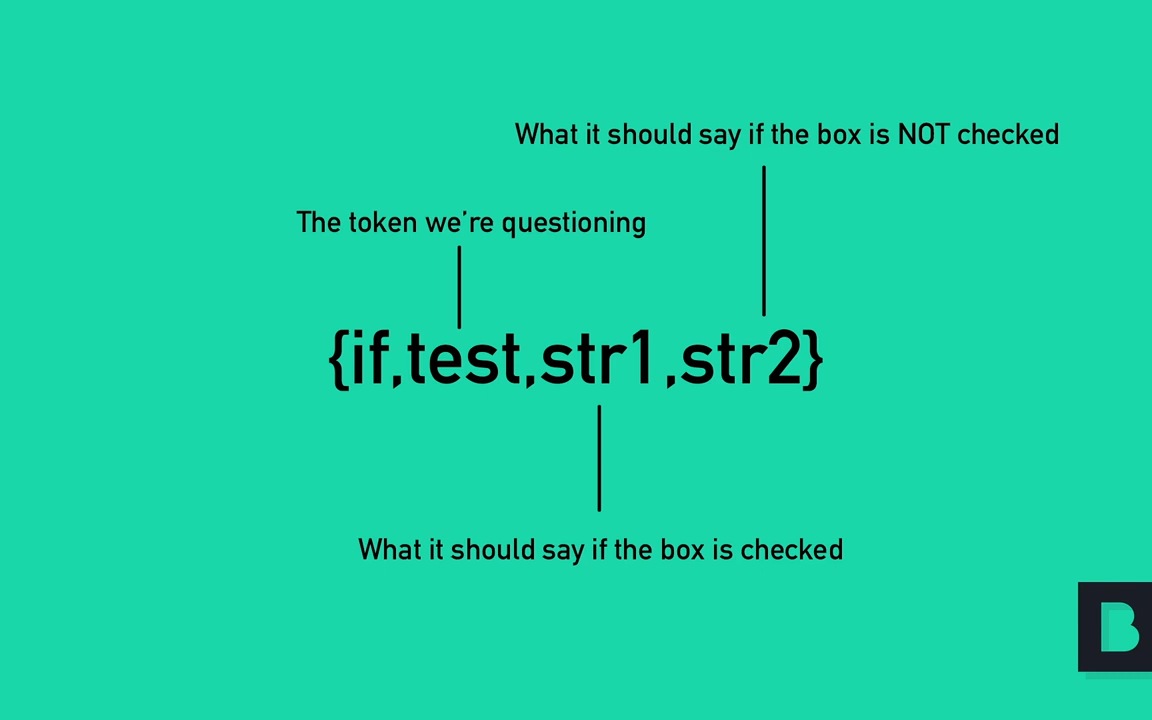 What it should say if the box is NOT checked
The token we're questioning
{if,test,str1,str2}
What it should say if the box is checked
B